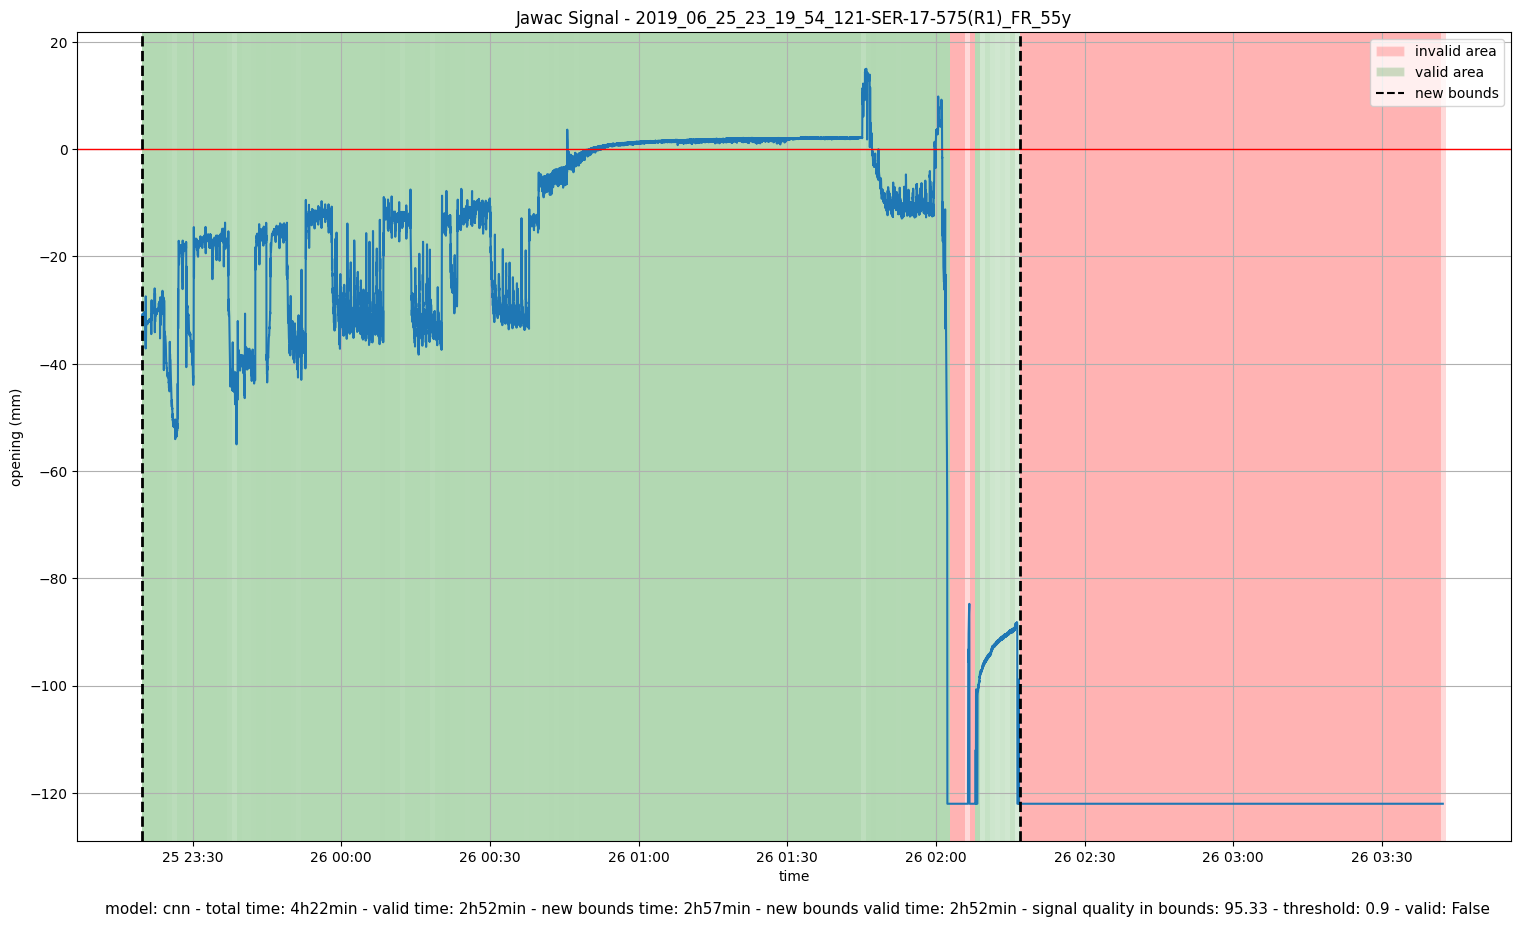 Jawac Signal - 2019_06_25_23_19_54_121-SER-17-575(R1)_FR_55y
invalid area
valid area
new bounds
20
0
−20
−40
−60
−80
−100
−120
opening (mm)
25 23:30
26 00:00
26 00:30
26 01:00
26 01:30
26 02:00
26 02:30
26 03:00
26 03:30
time
model: cnn - total time: 4h22min - valid time: 2h52min - new bounds time: 2h57min - new bounds valid time: 2h52min - signal quality in bounds: 95.33 - threshold: 0.9 - valid: False